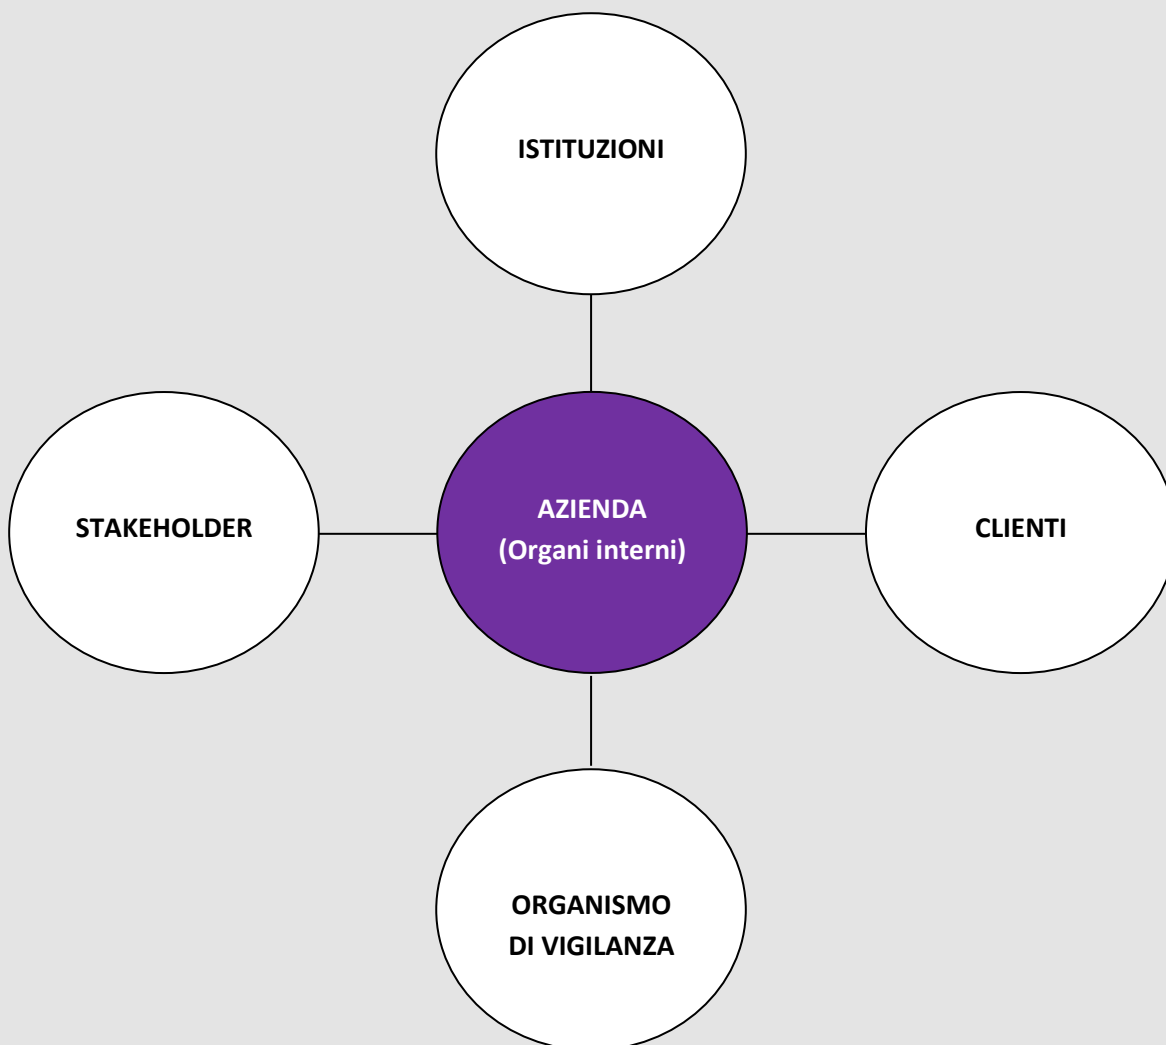 ISTITUZIONI
STAKEHOLDER
AZIENDA
(Organi interni)
CLIENTI
ORGANISMO
DI VIGILANZA